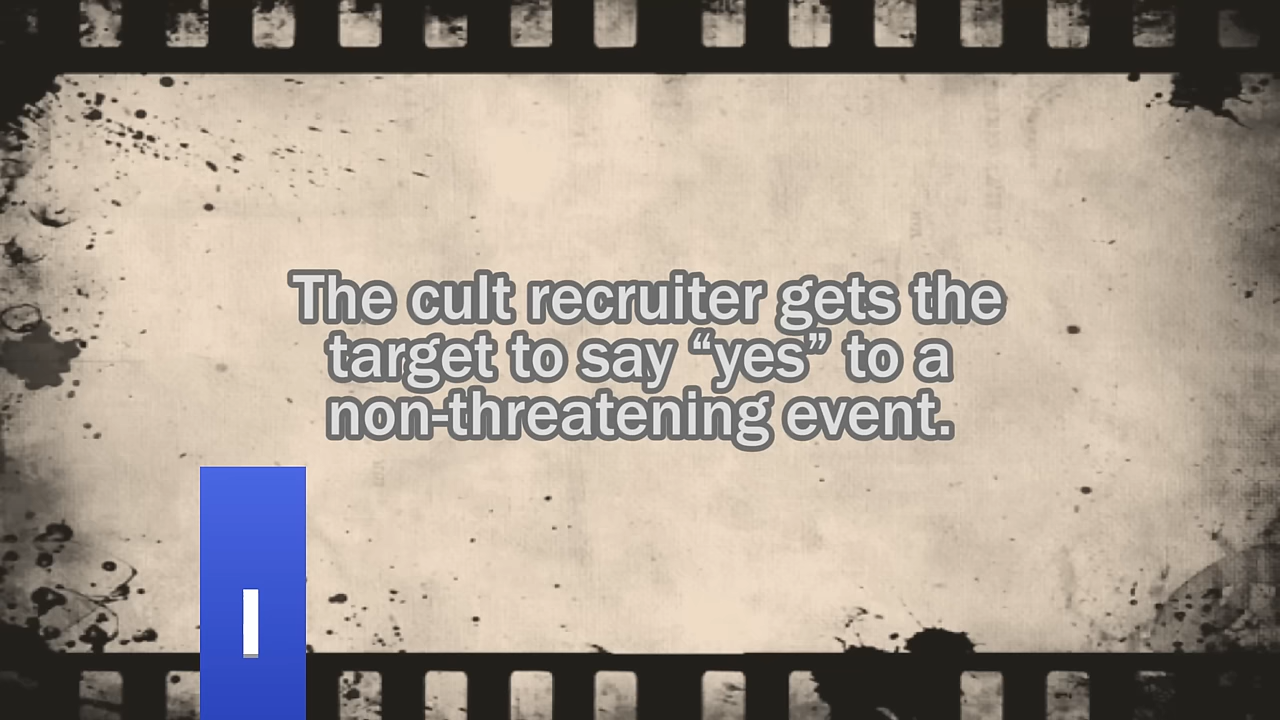 The cult recruiter gets the
target to say “yes” to a
non-threatening event.
I